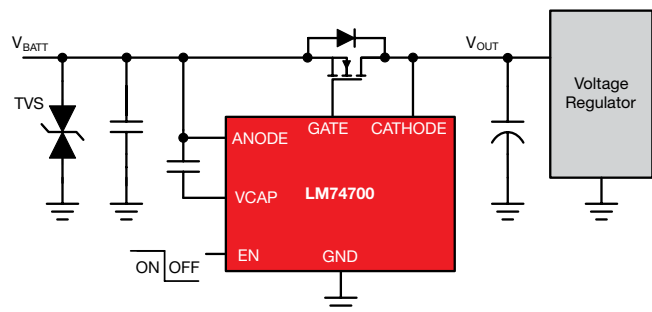 VBATT
VOUT
Voltage
Regulator
TVS
GATE CATHODE
ANODE
LM74700
VCAP
EN GND
ON OFF